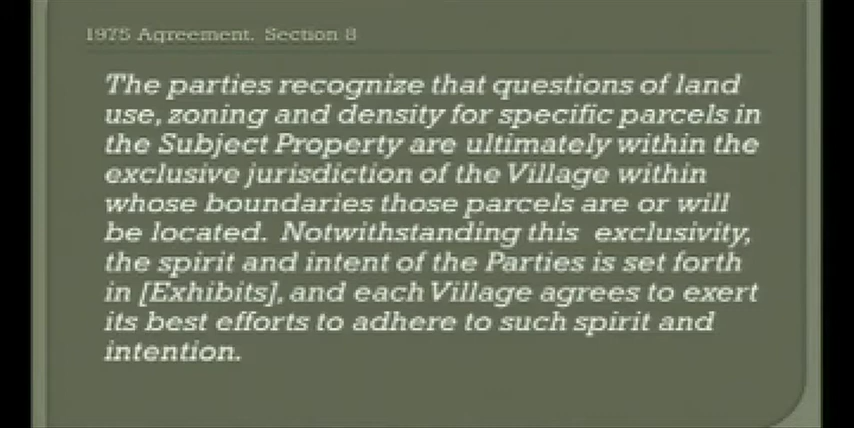 1975 Agreement. Section 8
The parties recognize that questions of land
use, zoning and density for specific parcels in
the Subject Property are ultimately within the
exclusive jurisdiction of the Village within
whose boundaries those parcels are or will
be located. Notwithstanding this exclusivity,
the spirit and intent of the Parties is set forth
in [Exhibits], and each Village agrees to exert
its best efforts to adhere to such spirit and
intention.